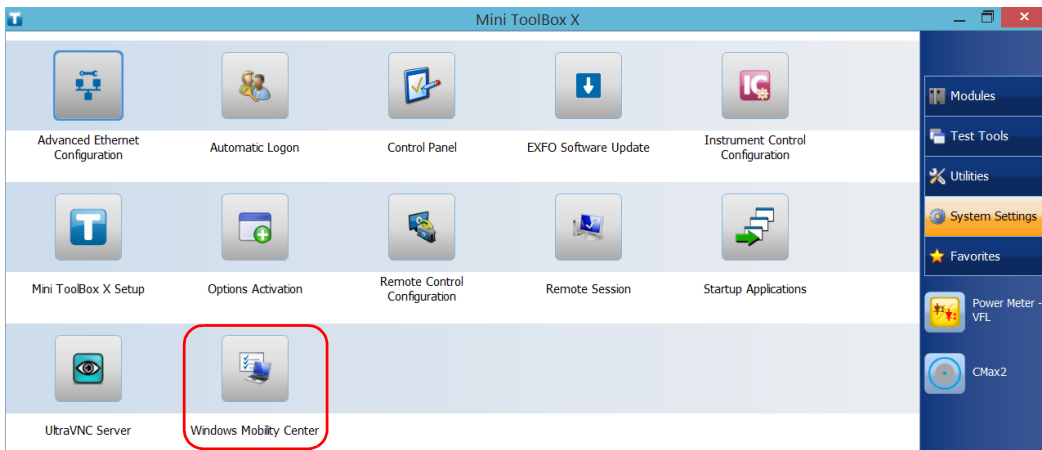 Mini ToolBox X
Advanced Ethernet
Configuration
Automatic Logon
Control Panel
EXFO Software Update
Instrument Control
Configuration
Mini ToolBox X Setup
Options Activation
Remote Control
Configuration
Remote Session
Startup Applications
UltraVNC Server
Windows Mobility Center
Modules
Test Tools
Utilities
System Settings
Favorites
Power Meter -
VFL
CMax2